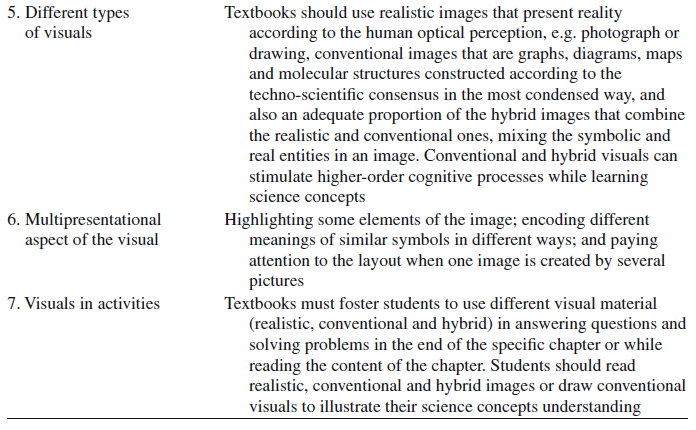 5. Different types Textbooks should use realistic images that present reality
of visuals according to the human optical perception, e.g. photograph or
drawing, conventional images that are graphs, diagrams, maps
and molecular structures constructed according to the
techno-scientific consensus in the most condensed way, and
also an adequate proportion of the hybrid images that combine
the realistic and conventional ones, mixing the symbolic and
real entities in an image. Conventional and hybrid visuals can
stimulate higher-order cognitive processes while learning
science concepts
6. Multipresentational Highlighting some elements of the image; encoding different
aspect of the visual meanings of similar symbols in different ways; and paying
attention to the layout when one image is created by several
pictures
7. Visuals in activities Textbooks must foster students to use different visual material
(realistic, conventional and hybrid) in answering questions and
solving problems in the end of the specific chapter or while
reading the content of the chapter. Students should read
realistic, conventional and hybrid images or draw conventional
visuals to illustrate their science concepts understanding